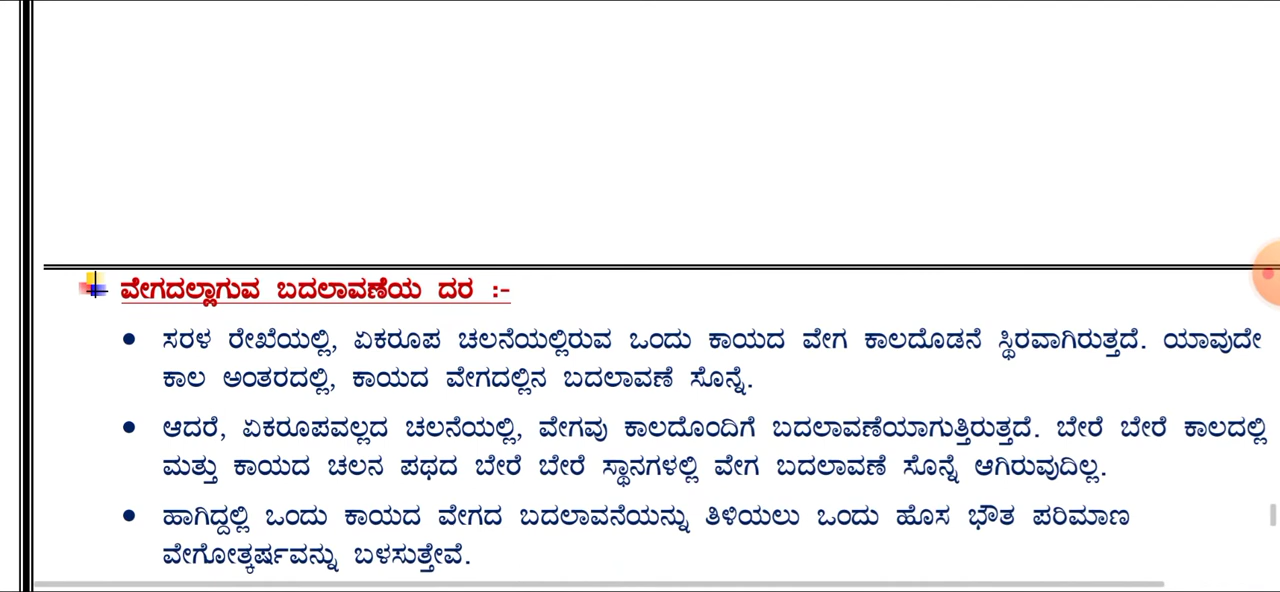 ವೇಗದಲ್ಲಾಗುವ ಬದಲಾವಣೆಯ ದರ :-
• ಸರಳ ರೇಖೆಯಲ್ಲಿ, ಏಕರೂಪ ಚಲನೆಯಲ್ಲಿರುವ ಒಂದು ಕಾಯದ ವೇಗ ಕಾಲದೊಡನೆ ಸ್ಥಿರವಾಗಿರುತ್ತದೆ. ಯಾವುದೇ
ಕಾಲ ಅಂತರದಲ್ಲಿ, ಕಾಯದ ವೇಗದಲ್ಲಿನ ಬದಲಾವಣೆ ಸೊನ್ನೆ.
• ಆದರೆ, ಏಕರೂಪವಲ್ಲದ ಚಲನೆಯಲ್ಲಿ, ವೇಗವು ಕಾಲದೊಂದಿಗೆ ಬದಲಾವಣೆಯಾಗುತ್ತಿರುತ್ತದೆ. ಬೇರೆ ಬೇರೆ ಕಾಲದಲ್ಲಿ
ಮತ್ತು ಕಾಯದ ಚಲನ ಪಥದ ಬೇರೆ ಬೇರೆ ಸ್ಥಾನಗಳಲ್ಲಿ ವೇಗ ಬದಲಾವಣೆ ಸೊನ್ನೆ ಆಗಿರುವುದಿಲ್ಲ.
• ಹಾಗಿದ್ದಲ್ಲಿ ಒಂದು ಕಾಯದ ವೇಗದ ಬದಲಾವನೆಯನ್ನು ತಿಳಿಯಲು ಒಂದು ಹೊಸ ಭೌತ ಪರಿಮಾಣ
ವೇಗೋತ್ಕರ್ಷವನ್ನು ಬಳಸುತ್ತೇವೆ.